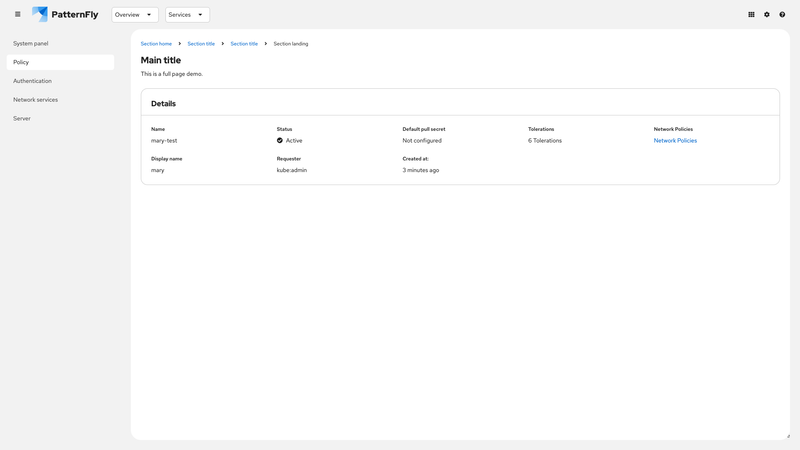 PatternFly
Overview
Services
System panel
Policy
Authentication
Network services
Server
Section home
Section title
Section title
Section landing
Main title
This is a full page demo.
Details
Name
mary-test
Status
Active
Default pull secret
Not configured
Tolerations
6 Tolerations
Network Policies
Network Policies
Display name
mary
Requester
kube:admin
Created at:
3 minutes ago